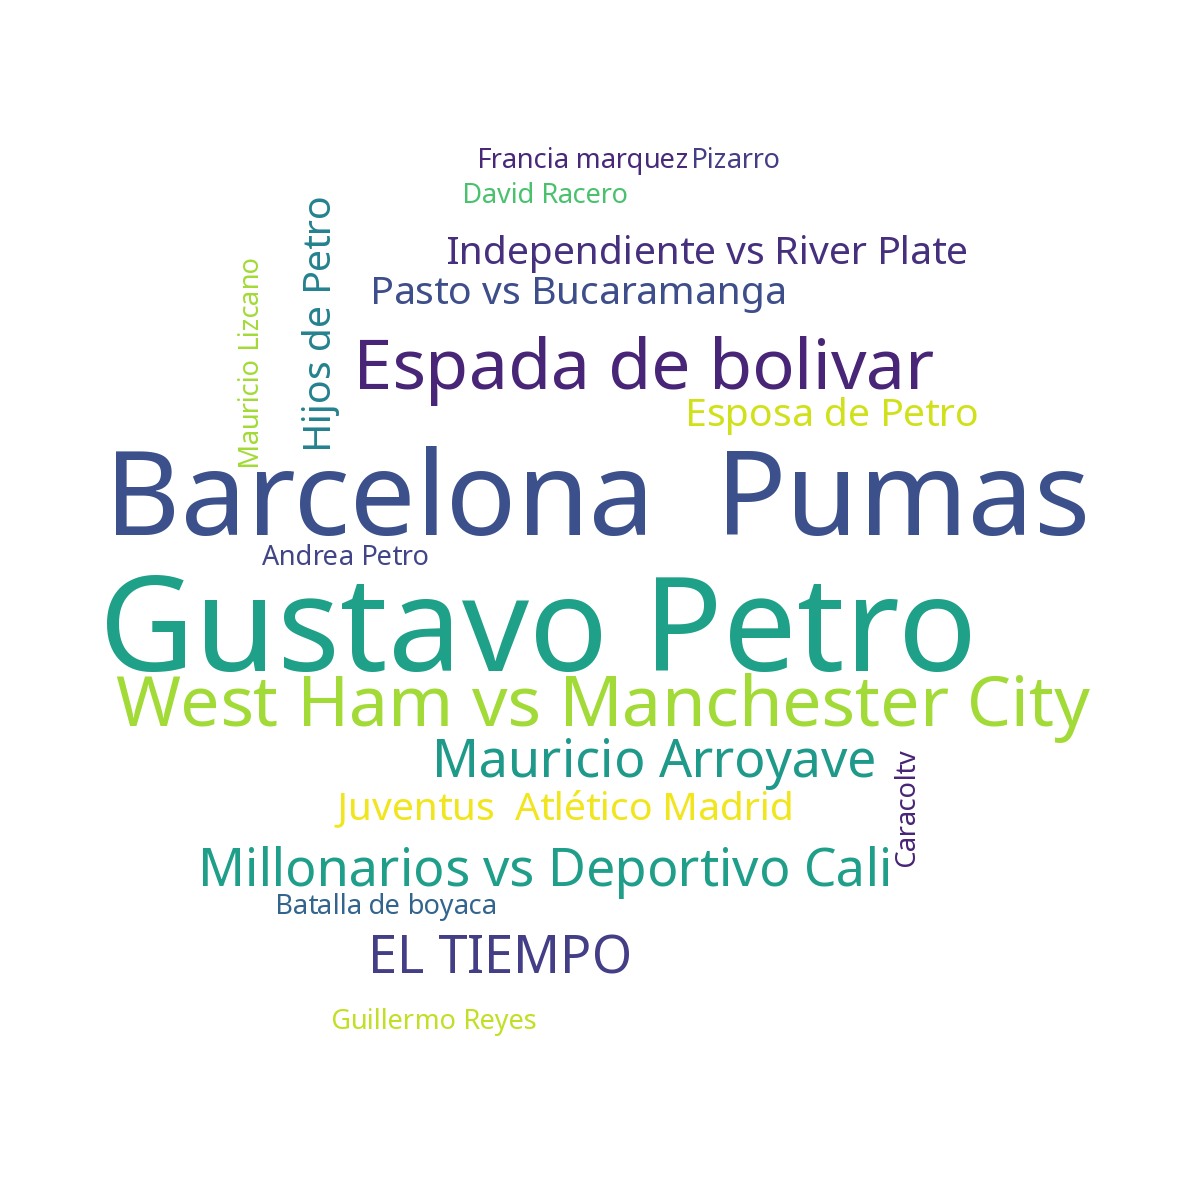 Francia marquez
Pizarro
David Racero
Hijos de Petro
Independiente vs River Plate
Mauricio Lizcano
Pasto vs Bucaramanga
Espada de bolivar
Esposa de Petro
Barcelona  Pumas
Andrea Petro
Gustavo Petro
West Ham vs Manchester City
Mauricio Arroyave
Caracoltv
Juventus  Atlético Madrid
Millonarios vs Deportivo Cali
Batalla de boyaca
EL TIEMPO
Guillermo Reyes